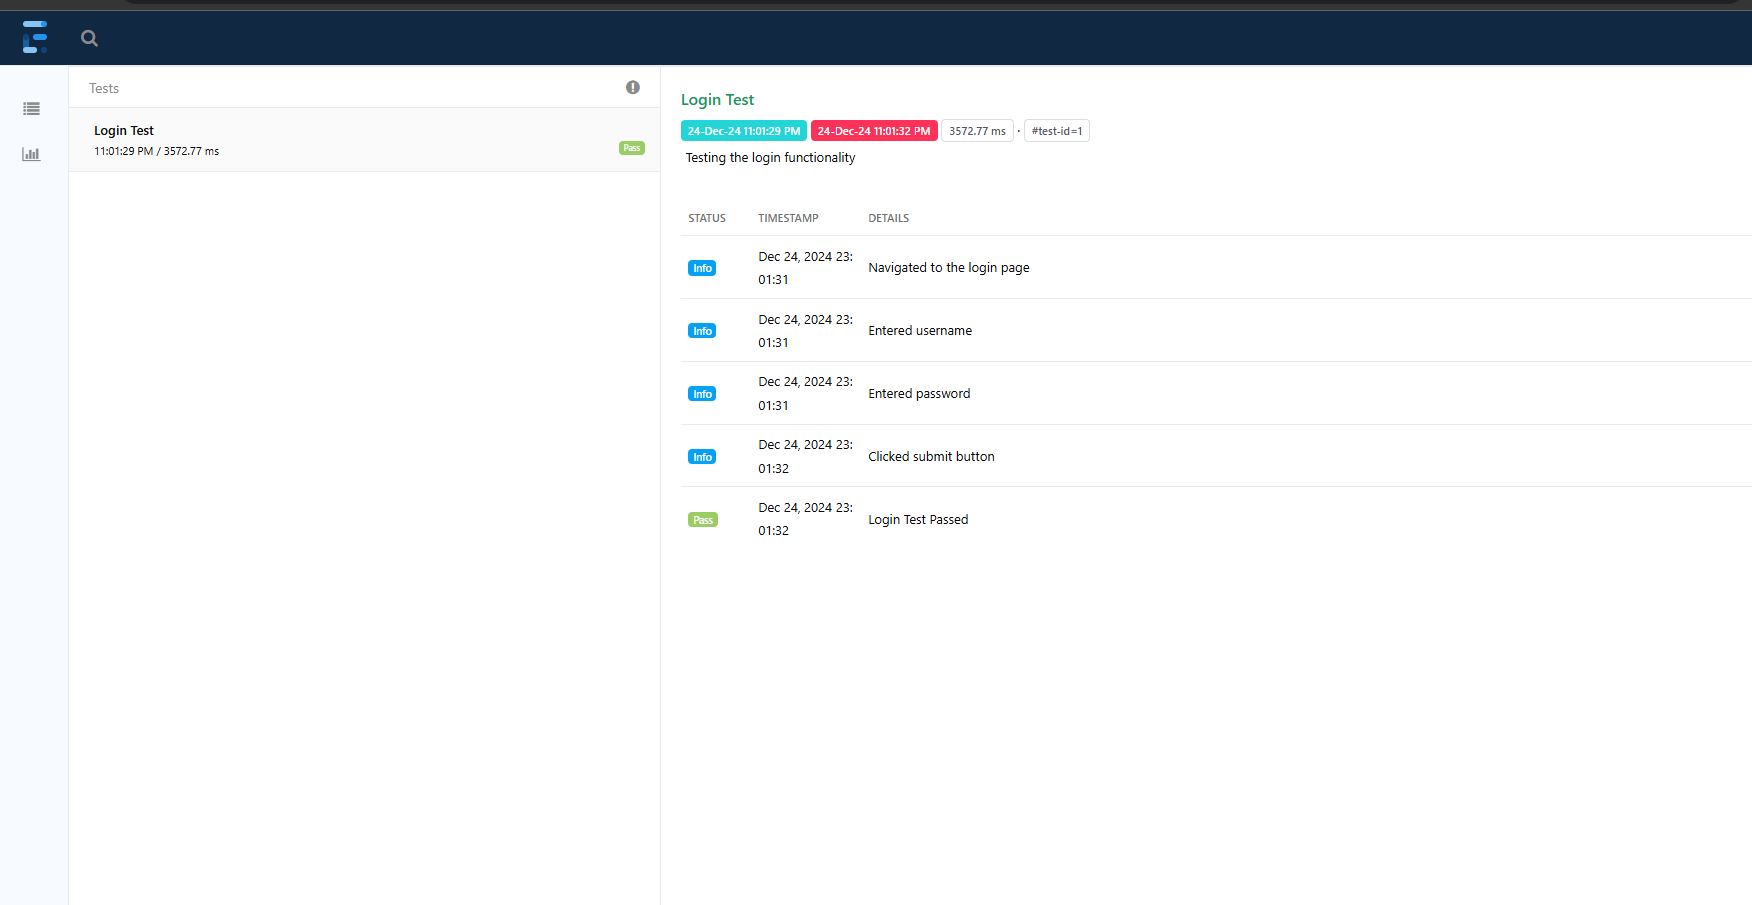 Tests
Login Test
11:01:29 PM / 3572.77 ms
Pass
Login Test
24-Dec-24 11:01:29 PM 24-Dec-24 11:01:32 PM 3572.77 ms · #test-id=1
Testing the login functionality
STATUS TIMESTAMP DETAILS
Info Dec 24, 2024 23:
01:31 Navigated to the login page
Info Dec 24, 2024 23:
01:31 Entered username
Info Dec 24, 2024 23:
01:31 Entered password
Info Dec 24, 2024 23:
01:32 Clicked submit button
Pass Dec 24, 2024 23:
01:32 Login Test Passed